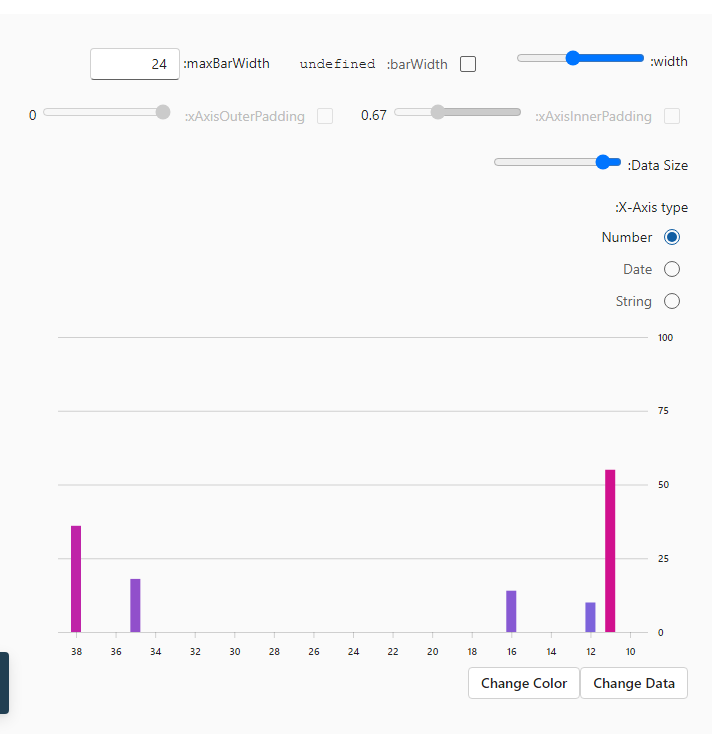 width:
barWidth: undefined
maxBarWidth: 24
xAxisInnerPadding: 0.67
xAxisOuterPadding: 0
Data Size:
X-Axis type:
Number
Date
String
100
75
50
25
0
38 36 34 32 30 28 26 24 22 20 18 16 14 12 10
Change Color Change Data